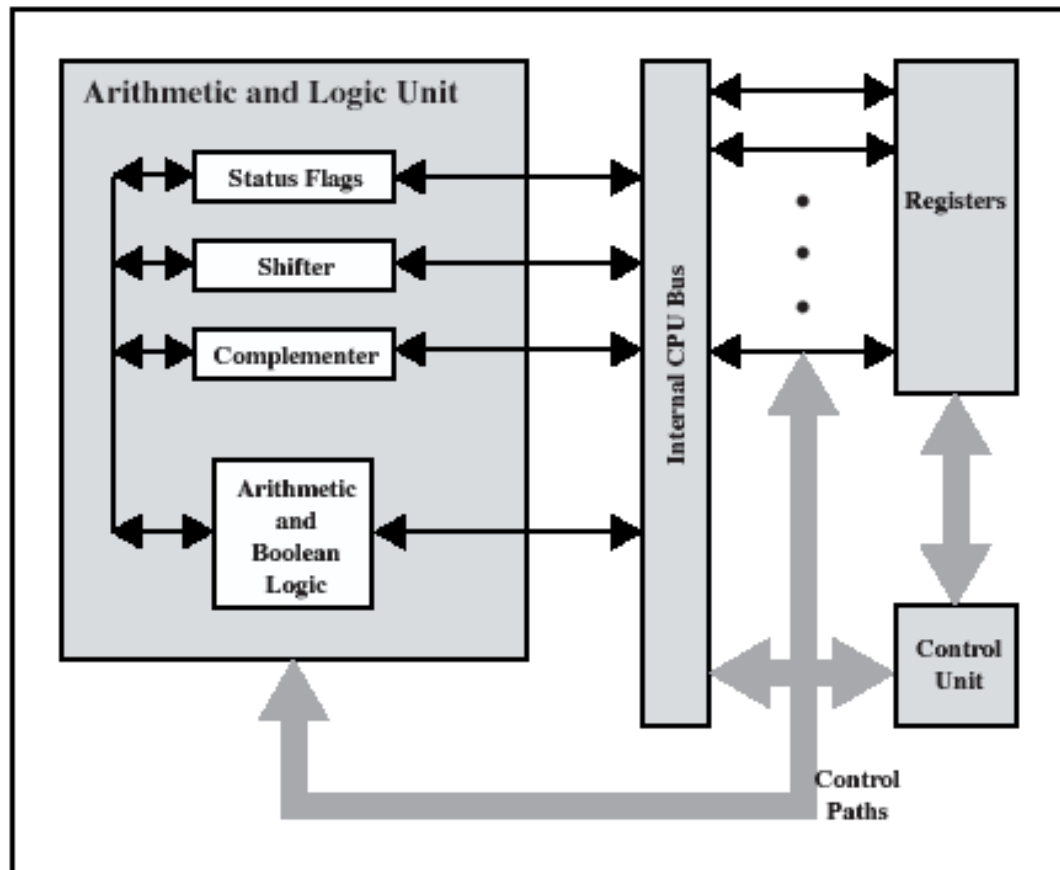 Arithmetic and Logic Unit
Status Flags
Shifter
Complementer
Arithmetic
and
Boolean
Logic
Internal CPU Bus
Registers
Control
Unit
Control
Paths